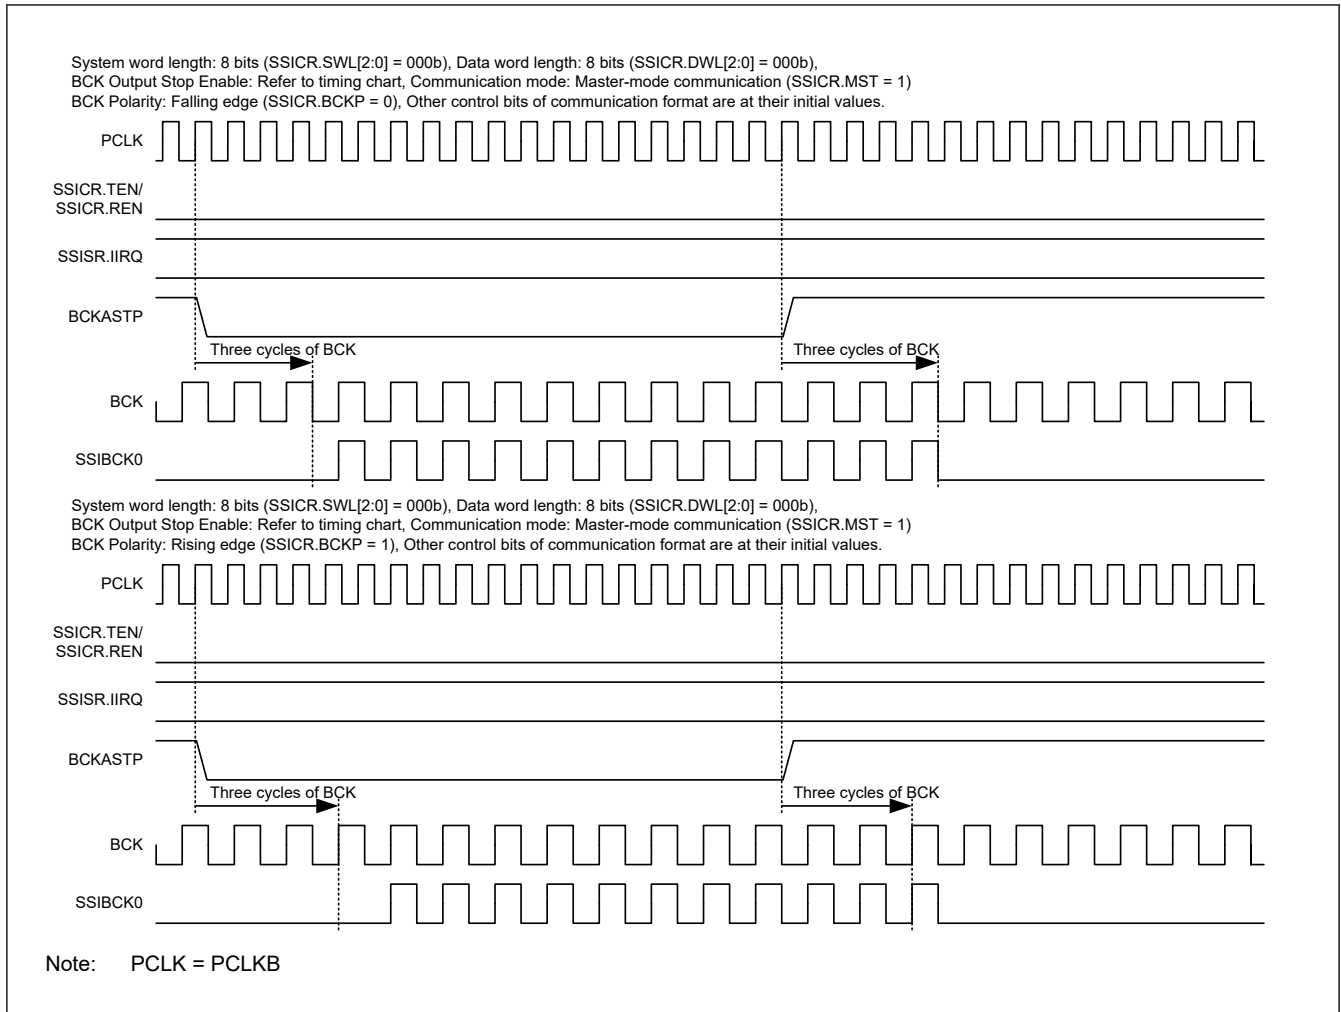 System word length: 8 bits (SSICR.SWL[2:0] = 000b), Data word length: 8 bits (SSICR.DWL[2:0] = 000b),
BCK Output Stop Enable: Refer to timing chart, Communication mode: Master-mode communication (SSICR.MST = 1)
BCK Polarity: Falling edge (SSICR.BCKP = 0), Other control bits of communication format are at their initial values.
PCLK
SSICR.TEN/
SSICR.REN
SSISR.IIRQ
BCKASTP
Three cycles of BCK
Three cycles of BCK
BCK
SSIBCK0
System word length: 8 bits (SSICR.SWL[2:0] = 000b), Data word length: 8 bits (SSICR.DWL[2:0] = 000b),
BCK Output Stop Enable: Refer to timing chart, Communication mode: Master-mode communication (SSICR.MST = 1)
BCK Polarity: Rising edge (SSICR.BCKP = 1), Other control bits of communication format are at their initial values.
PCLK
SSICR.TEN/
SSICR.REN
SSISR.IIRQ
BCKASTP
Three cycles of BCK
Three cycles of BCK
BCK
SSIBCK0
Note: PCLK = PCLKB